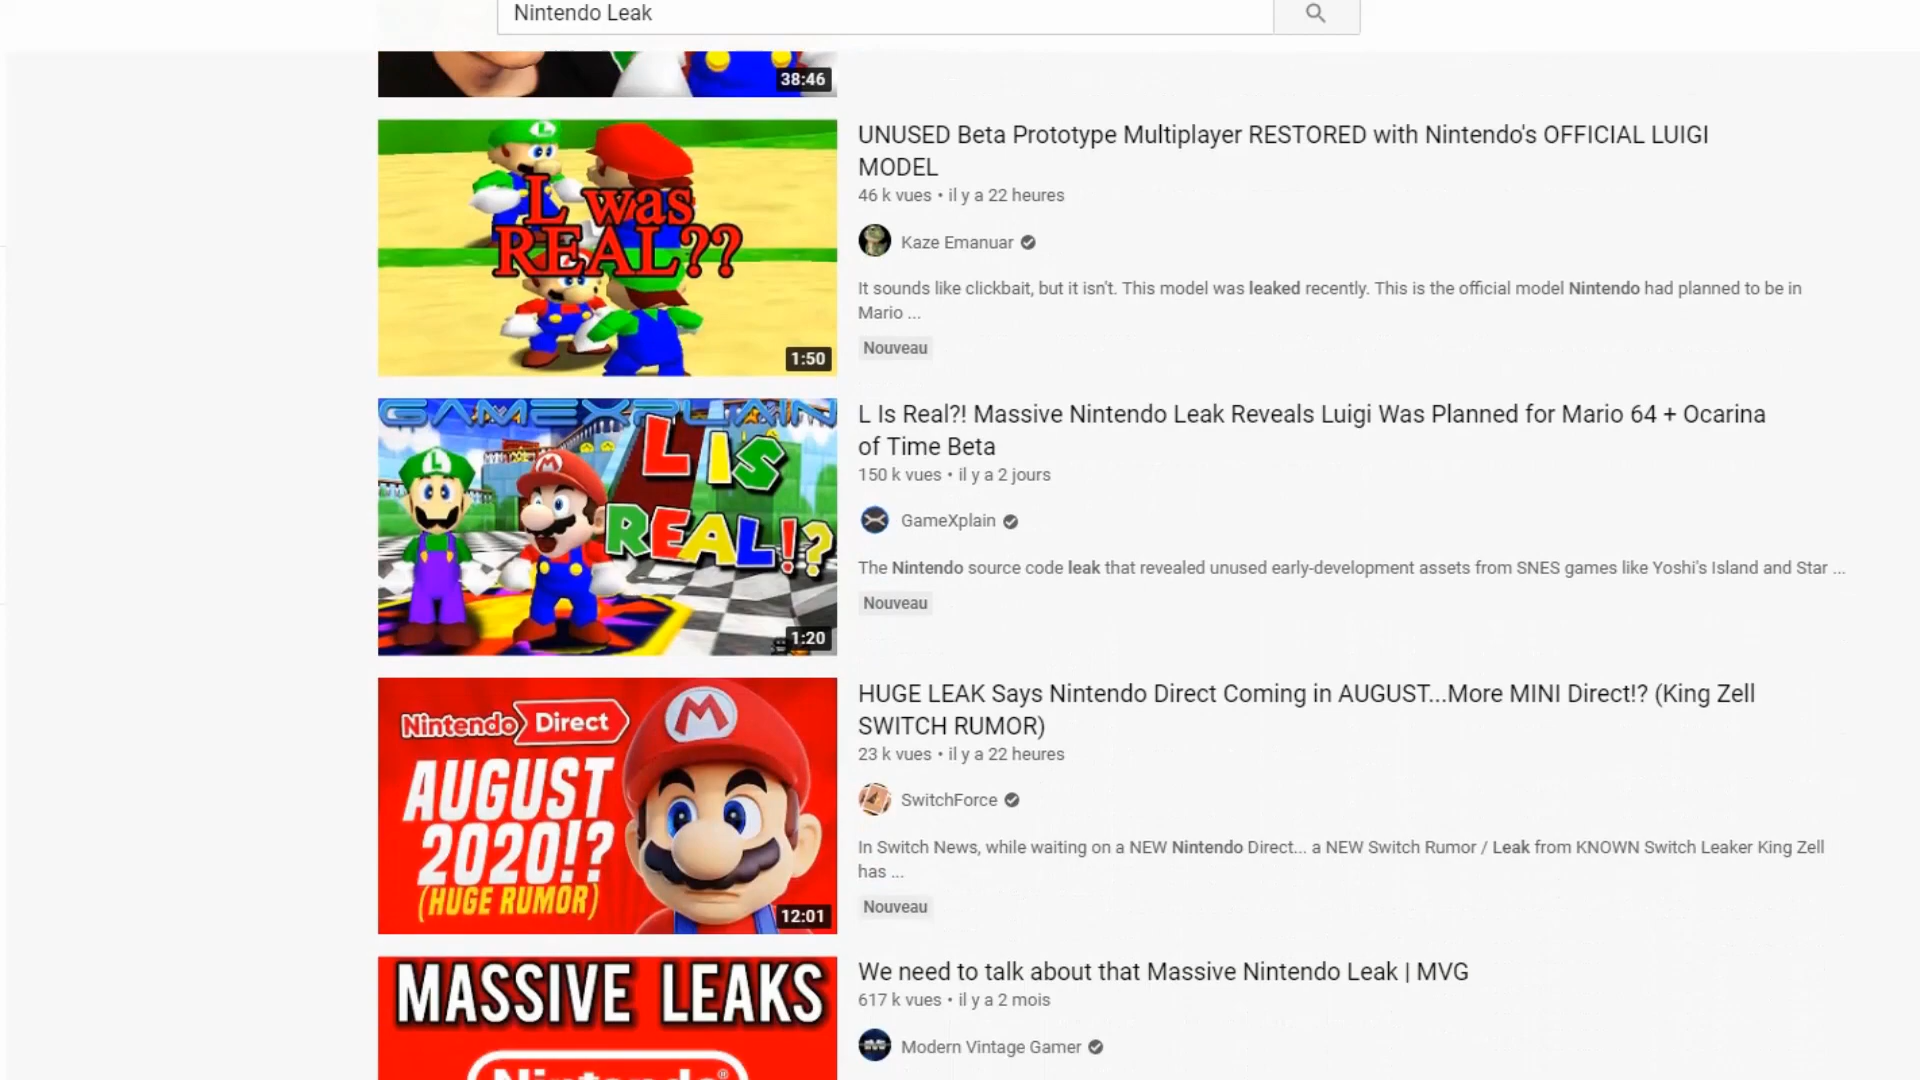 Nintendo Leak
38:46
L was
REAL??
1:50
UNUSED Beta Prototype Multiplayer RESTORED with Nintendo's OFFICIAL LUIGI
MODEL
46 k vues • il y a 22 heures
Kaze Emanuar
It sounds like clickbait, but it isn't. This model was leaked recently. This is the official model Nintendo had planned to be in
Mario ...
Nouveau
GAMEXPLAIN
L IS
REAL!?
1:20
L Is Real?! Massive Nintendo Leak Reveals Luigi Was Planned for Mario 64 + Ocarina
of Time Beta
150 k vues • il y a 2 jours
GameXplain
The Nintendo source code leak that revealed unused early-development assets from SNES games like Yoshi's Island and Star ...
Nouveau
Nintendo Direct
AUGUST
2020!?
(HUGE RUMOR)
12:01
HUGE LEAK Says Nintendo Direct Coming in AUGUST...More MINI Direct!? (King Zell
SWITCH RUMOR)
23 k vues • il y a 22 heures
SwitchForce
In Switch News, while waiting on a NEW Nintendo Direct... a NEW Switch Rumor / Leak from KNOWN Switch Leaker King Zell
has ...
Nouveau
MASSIVE LEAKS
Nintendo®
We need to talk about that Massive Nintendo Leak | MVG
617 k vues • il y a 2 mois
Modern Vintage Gamer